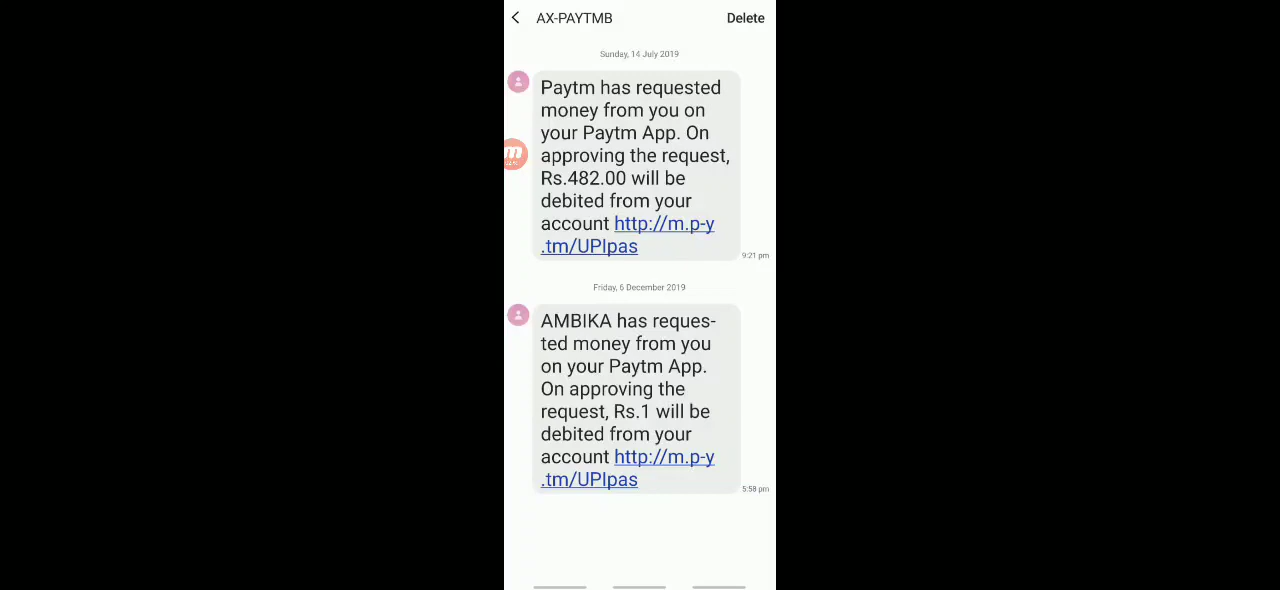 AX-PAYTMB
Delete
Sunday, 14 July 2019
Paytm has requested
money from you on
your Paytm App. On
approving the request,
Rs.482.00 will be
debited from your
account http://m.p-y
.tm/UPIpas
9:21 pm
Friday, 6 December 2019
AMBIKA has reques-
ted money from you
on your Paytm App.
On approving the
request, Rs.1 will be
debited from your
account http://m.p-y
.tm/UPIpas
5:58 pm